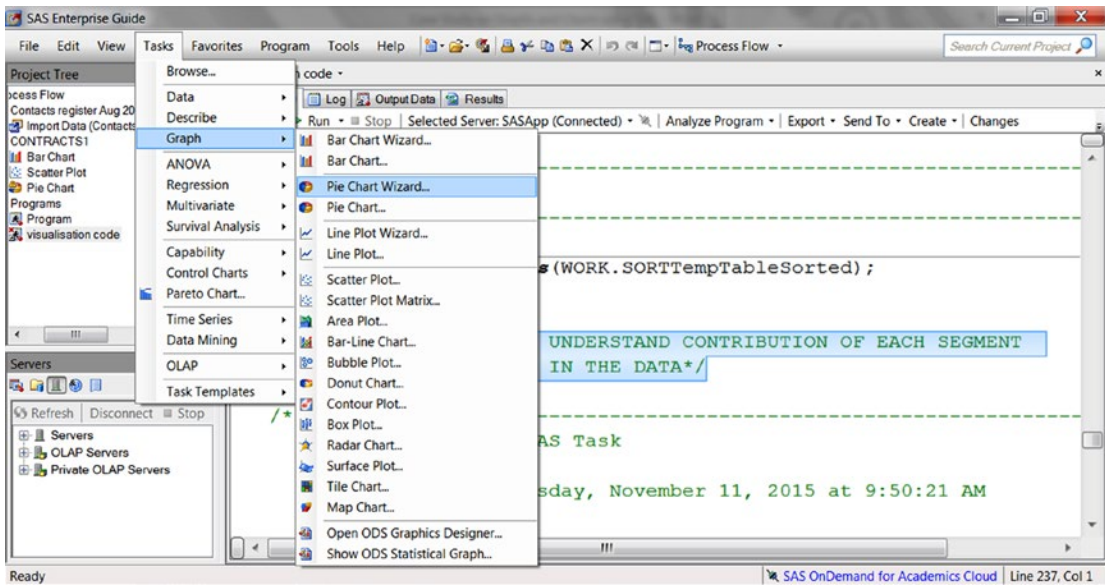 SAS Enterprise Guide
File Edit View Tasks Favorites Program Tools Help Process Flow Search Current Project
Project Tree
ocess Flow
Contacts register Aug 20
Import Data (Contacts
CONTRACTS1
Bar Chart
Scatter Plot
Pie Chart
Programs
Program
visualisation code
Servers
Refresh Disconnect Stop
Servers
OLAP Servers
Private OLAP Servers
Browse...
Data
Describe
Graph
ANOVA
Regression
Multivariate
Survival Analysis
Capability
Control Charts
Pareto Chart...
Time Series
Data Mining
OLAP
Task Templates
Bar Chart Wizard...
Bar Chart...
Pie Chart Wizard...
Pie Chart...
Line Plot Wizard...
Line Plot...
Scatter Plot...
Scatter Plot Matrix...
Area Plot...
Bar-Line Chart...
Bubble Plot...
Donut Chart...
Contour Plot...
Box Plot...
Radar Chart...
Surface Plot...
Tile Chart...
Map Chart...
Open ODS Graphics Designer...
Show ODS Statistical Graph...
code
Log Output Data Results
Run Stop Selected Server: SASApp (Connected) Analyze Program Export Send To Create Changes
s(WORK.SORTTempTableSorted);
UNDERSTAND CONTRIBUTION OF EACH SEGMENT
IN THE DATA*/
/*
AS Task
sday, November 11, 2015 at 9:50:21 AM
Ready SAS OnDemand for Academics Cloud Line 237, Col 1